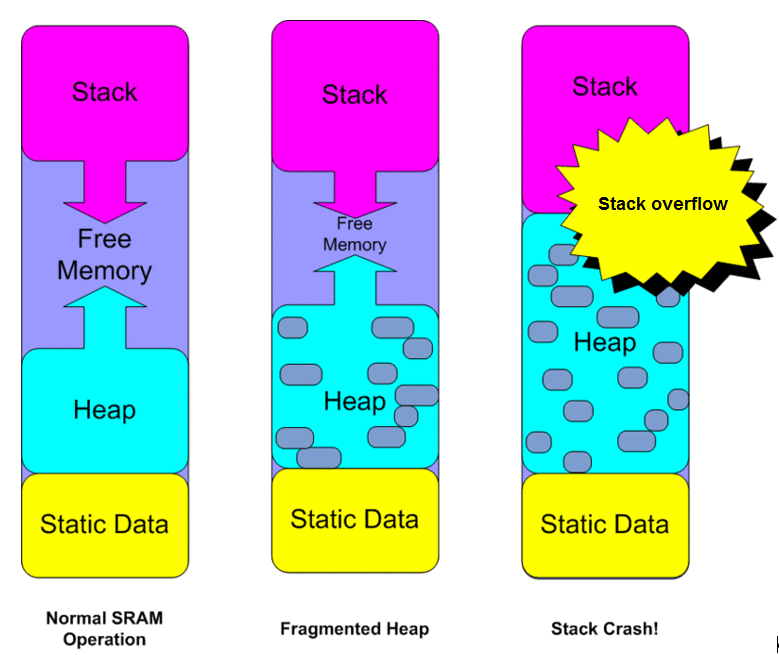 Stack
Free
Memory
Heap
Static Data
Normal SRAM
Operation
Stack
Free
Memory
Heap
Static Data
Fragmented Heap
Stack
Stack overflow
Heap
Static Data
Stack Crash!